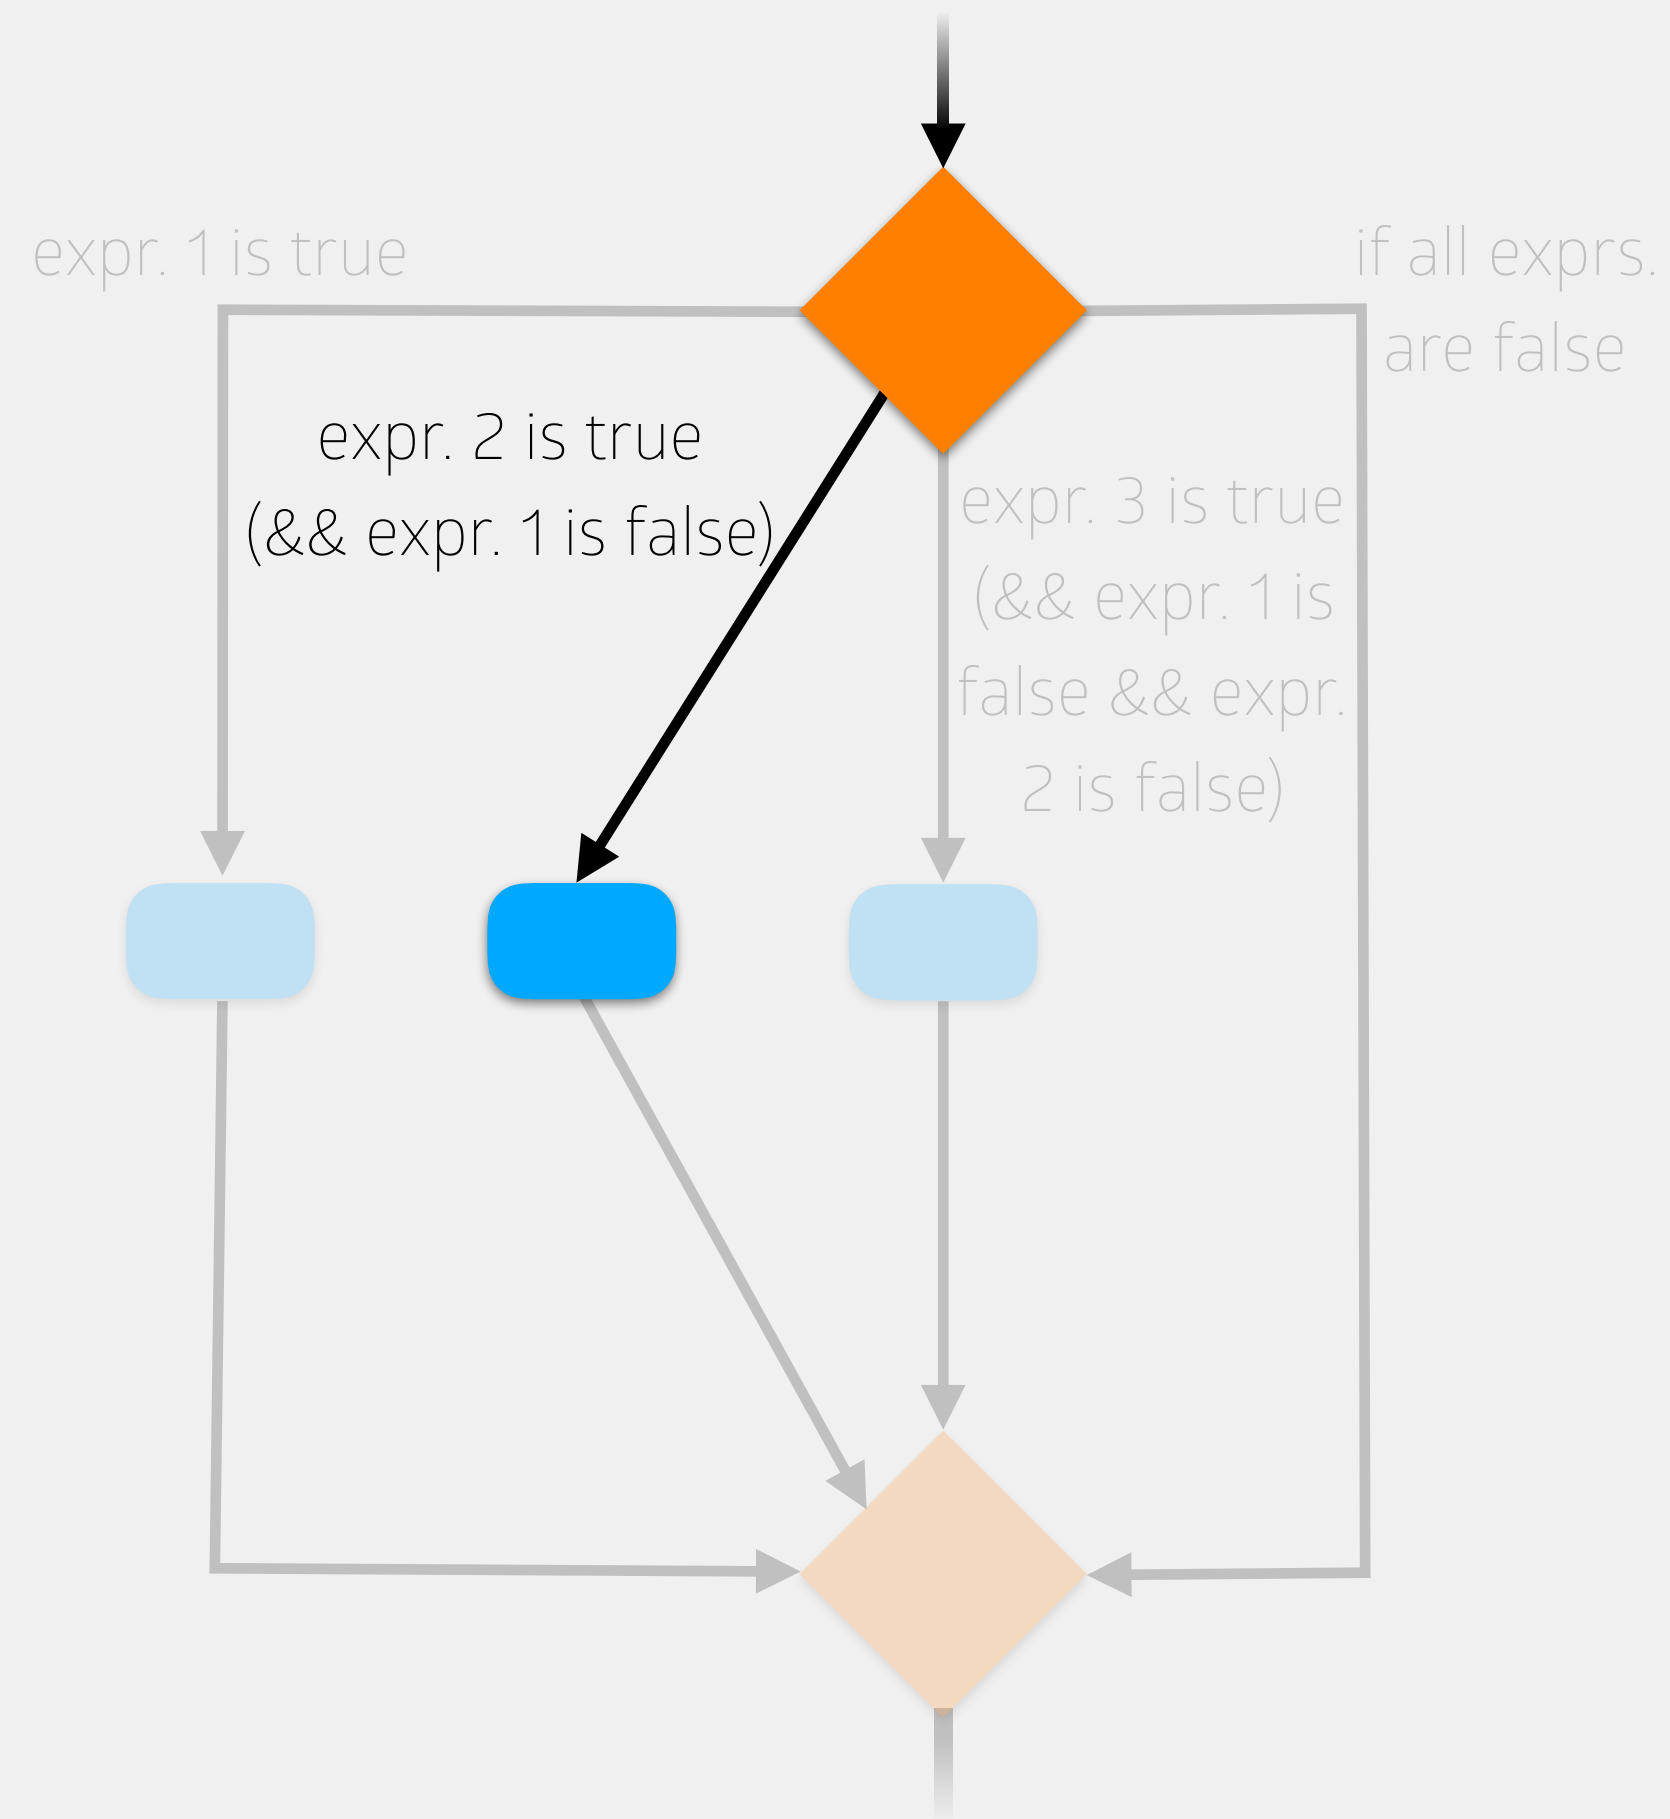 expr. 1 is true
if all exprs.
are false
expr. 2 is true
(&& expr. 1 is false)
expr. 3 is true
(&& expr. 1 is
false && expr.
2 is false)